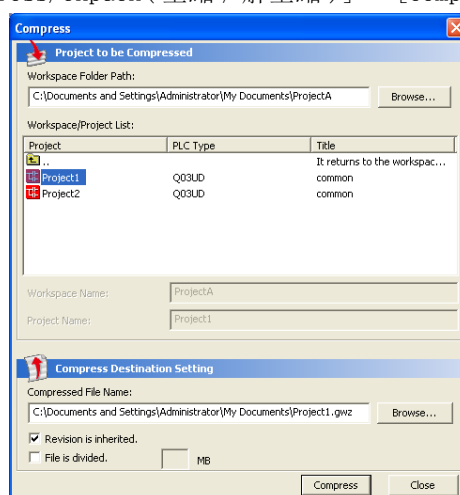 Compress
Project to be Compressed
Workspace Folder Path:
C:\Documents and Settings\Administrator\My Documents\ProjectA Browse...
Workspace/Project List:
Project PLC Type Title
.. It returns to the workspac...
Project1 Q03UD common
Project2 Q03UD common
Workspace Name: ProjectA
Project Name: Project1
Compress Destination Setting
Compressed File Name:
C:\Documents and Settings\Administrator\My Documents\Project1.gwz Browse...
Revision is inherited.
File is divided. MB
Compress Close